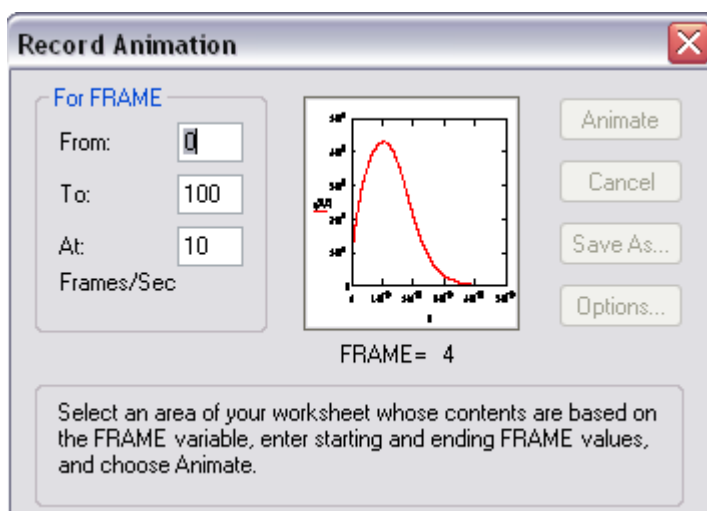 Record Animation
For FRAME
From: 0
To: 100
At: 10
Frames/Sec
Animate
Cancel
Save As...
Options...
FRAME= 4
Select an area of your worksheet whose contents are based on
the FRAME variable, enter starting and ending FRAME values,
and choose Animate.